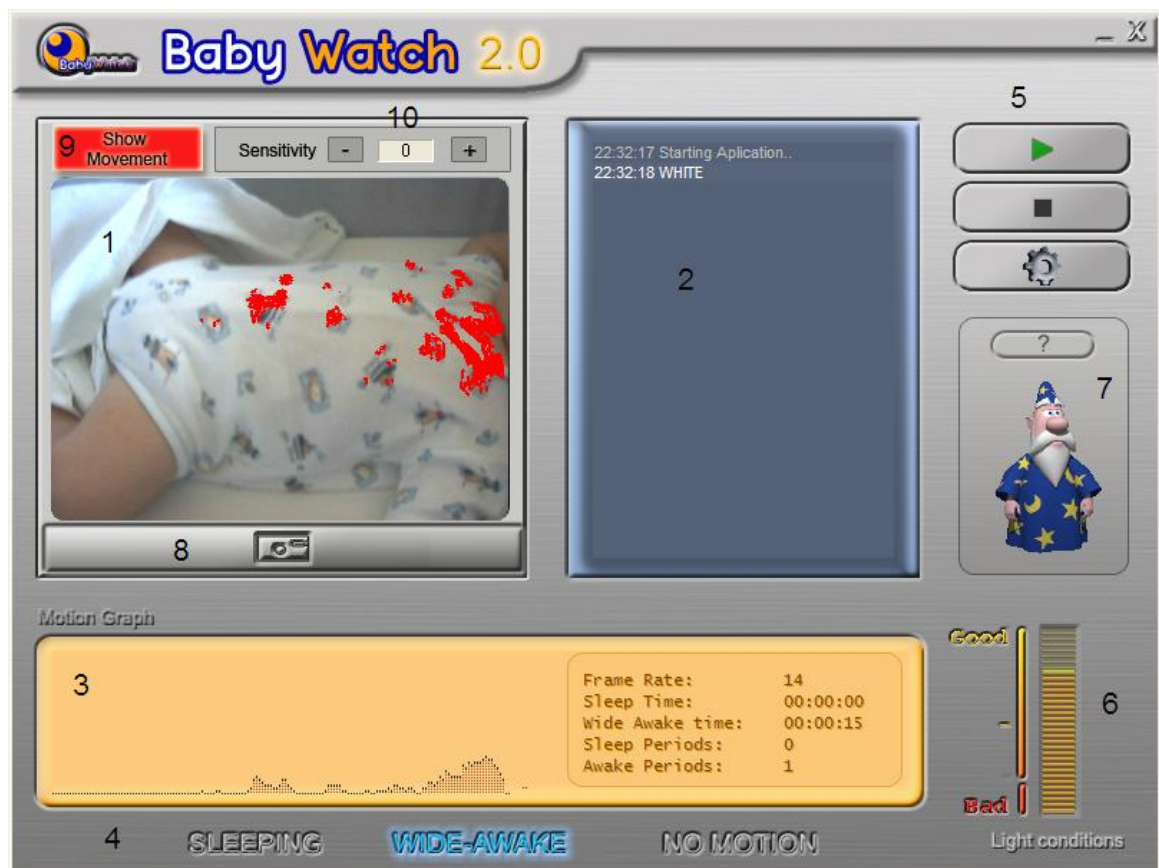 BabyWatch
Baby Watch 2.0
_ X
5
9
Show
Movement
10
Sensitivity - 0 +
1
22:32:17 Starting Aplication..
22:32:18 WHITE
2
?
7
8
Motion Graph
3
Frame Rate: 14
Sleep Time: 00:00:00
Wide Awake time: 00:00:15
Sleep Periods: 0
Awake Periods: 1
Good
6
Bad
4
SLEEPING WIDE-AWAKE NO MOTION
Light conditions